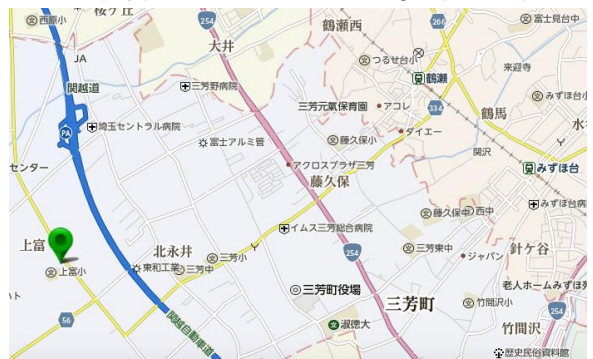 桜ヶ丘
西原小
254
大井
鶴瀬西
266
富士見台中
JA
関越道
三芳野病院
つるせ台小
鶴瀬
来迎寺
みずほ台小
三芳元氣保育園
アコレ
334
鶴馬
水
PA
埼玉セントラル病院
富士アルミ管
藤久保小
ダイエー
関沢
センター
アクロスプラザ三芳
みずほ台
藤久保
上富
イムス三芳総合病院
藤久保中
西中
みずほ台病
北永井
三芳小
254
三芳東中
針ケ谷
上富小
東和工業
三芳中
ジャパン
三芳町役場
老人ホームみずほ苑
56
三芳町
竹間沢小
254
関越自動車道
淑徳大
竹間沢
歴史民俗資料館